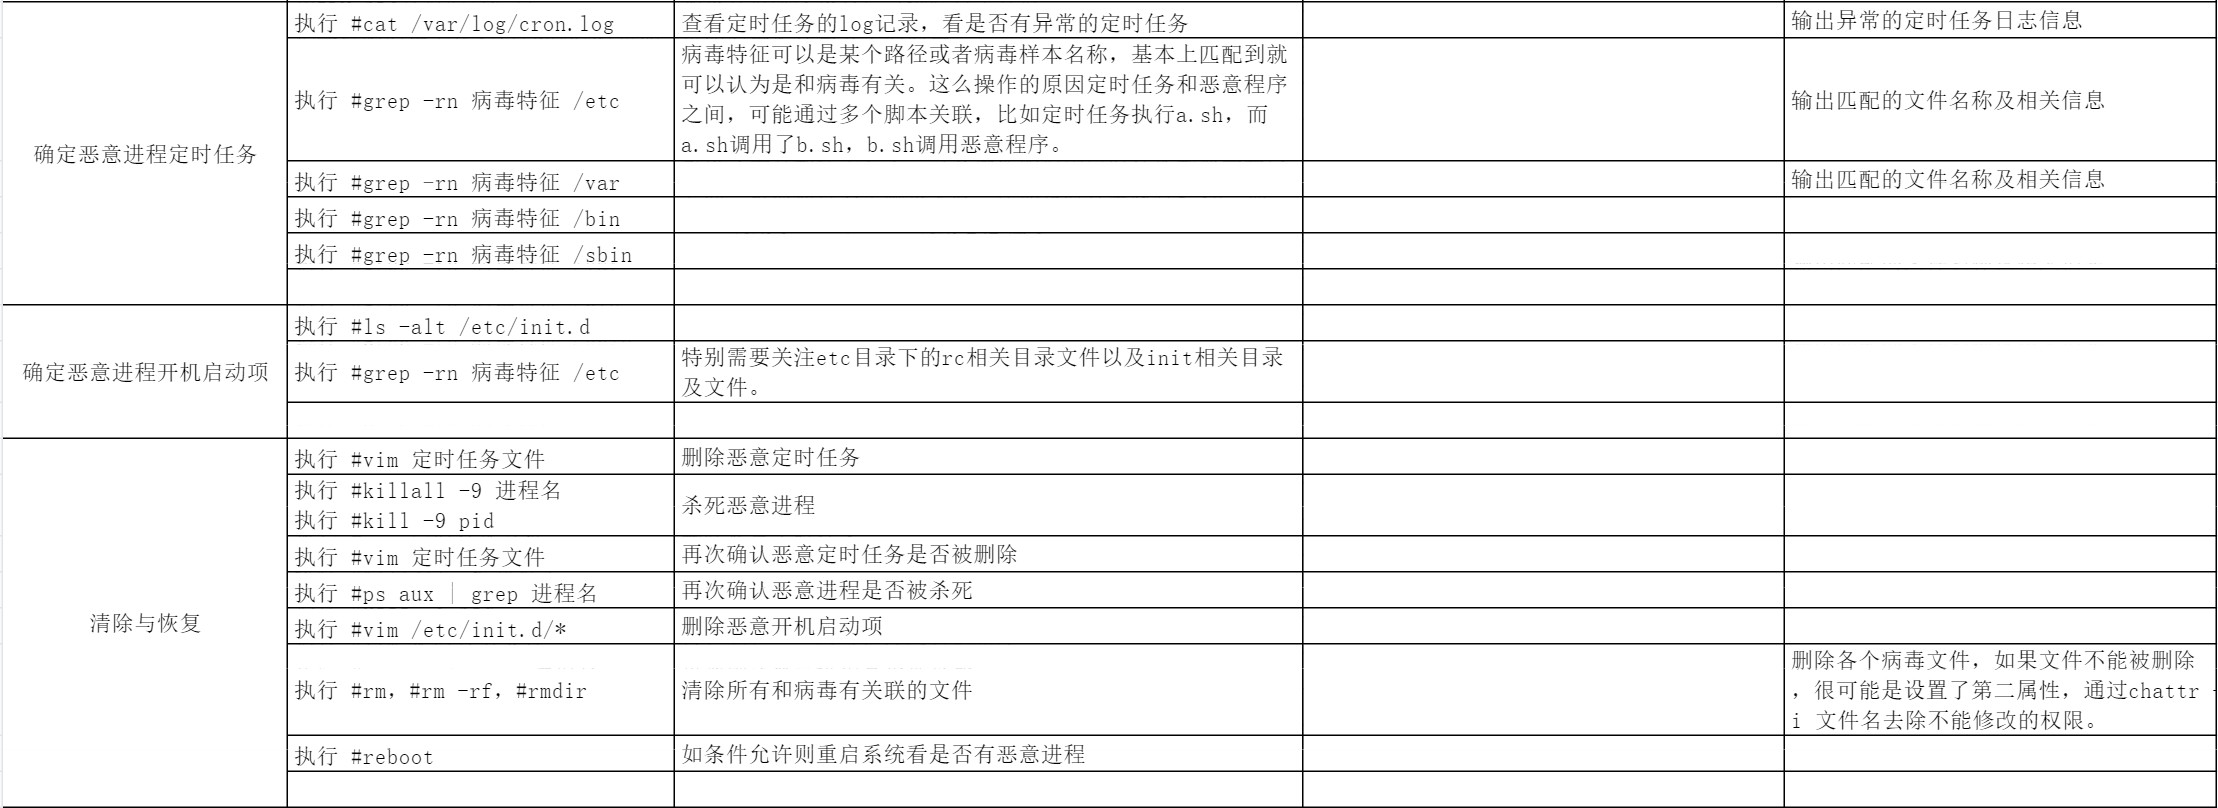 执行 #cat /var/log/cron.log
查看定时任务的log记录，看是否有异常的定时任务
输出异常的定时任务日志信息
确定恶意进程定时任务
执行 #grep -rn 病毒特征 /etc
病毒特征可以是某个路径或者病毒样本名称，基本上匹配到就
可以认为是和病毒有关。这么操作的原因定时任务和恶意程序
之间，可能通过多个脚本关联，比如定时任务执行a.sh，而
a.sh调用了b.sh，b.sh调用恶意程序。
输出匹配的文件名称及相关信息
执行 #grep -rn 病毒特征 /var
输出匹配的文件名称及相关信息
执行 #grep -rn 病毒特征 /bin
执行 #grep -rn 病毒特征 /sbin
确定恶意进程开机启动项
执行 #ls -alt /etc/init.d
执行 #grep -rn 病毒特征 /etc
特别需要关注etc目录下的rc相关目录文件以及init相关目录
及文件。
清除与恢复
执行 #vim 定时任务文件
删除恶意定时任务
执行 #killall -9 进程名
执行 #kill -9 pid
杀死恶意进程
执行 #vim 定时任务文件
再次确认恶意定时任务是否被删除
执行 #ps aux | grep 进程名
再次确认恶意进程是否被杀死
执行 #vim /etc/init.d/*
删除恶意开机启动项
执行 #rm，#rm -rf，#rmdir
清除所有和病毒有关联的文件
删除各个病毒文件，如果文件不能被删除
，很可能是设置了第二属性，通过chattr -
i 文件名去除不能修改的权限。
执行 #reboot
如条件允许则重启系统看是否有恶意进程